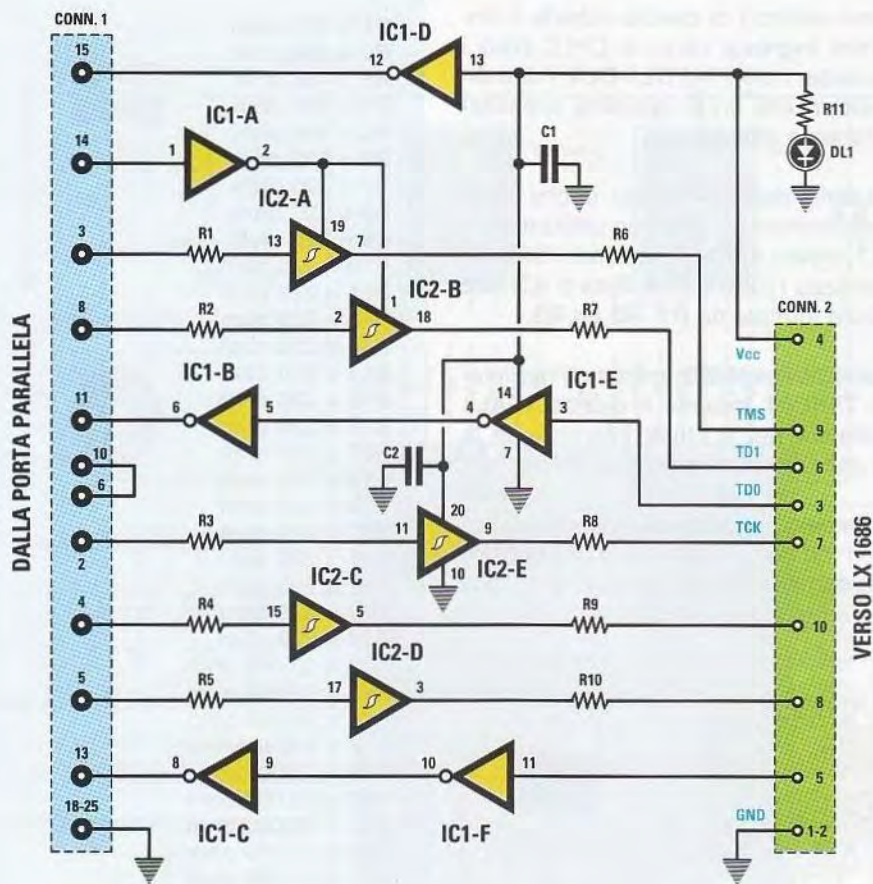 CONN. 1
15
12
IC1-D
13
R11
DL1
C1
14
1
IC1-A
2
IC2-A
3
R1
13
19
7
R6
8
R2
2
IC2-B
1
18
R7
CONN. 2
4
Vcc
11
6
IC1-B
5
4
14
IC1-E
3
7
TMS
9
TD1
6
TD0
3
10
6
C2
2
R3
11
20
9
10
IC2-E
R8
TCK
7
4
R4
15
IC2-C
5
R9
10
5
R5
17
IC2-D
3
R10
8
13
8
9
IC1-C
10
11
IC1-F
5
18-25
GND
1-2
DALLA PORTA PARALLELA
VERSO LX 1686